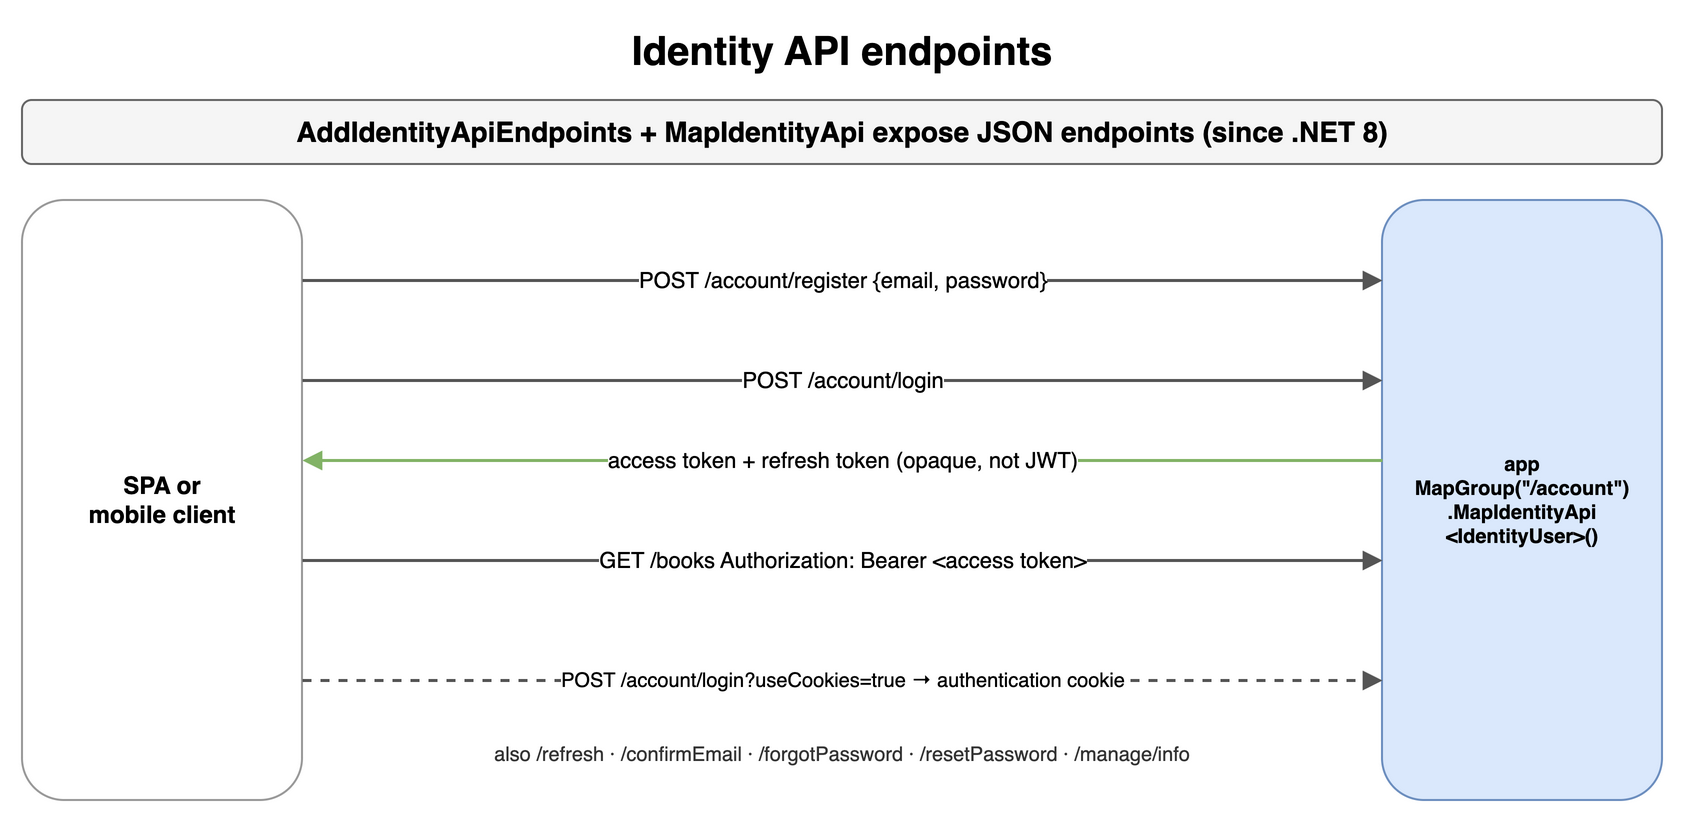 Identity API endpoints
AddIdentityApiEndpoints + MapIdentityApi expose JSON endpoints (since .NET 8)
POST /account/register {email, password}
POST /account/login
access token + refresh token (opaque, not JWT)
SPA or
mobile client
app
MapGroup("/account")
.MapIdentityApi
<IdentityUser>()
GET /books Authorization: Bearer <access token>
POST /account/login?useCookies=true → authentication cookie
also /refresh · /confirmEmail · /forgotPassword · /resetPassword · /manage/info